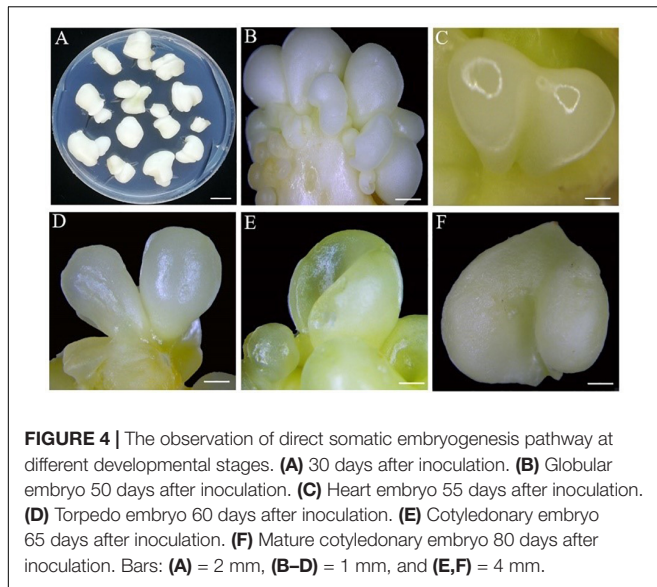 A B C
D E F
FIGURE 4 | The observation of direct somatic embryogenesis pathway at
different developmental stages. (A) 30 days after inoculation. (B) Globular
embryo 50 days after inoculation. (C) Heart embryo 55 days after inoculation.
(D) Torpedo embryo 60 days after inoculation. (E) Cotyledonary embryo
65 days after inoculation. (F) Mature cotyledonary embryo 80 days after
inoculation. Bars: (A) = 2 mm, (B–D) = 1 mm, and (E,F) = 4 mm.